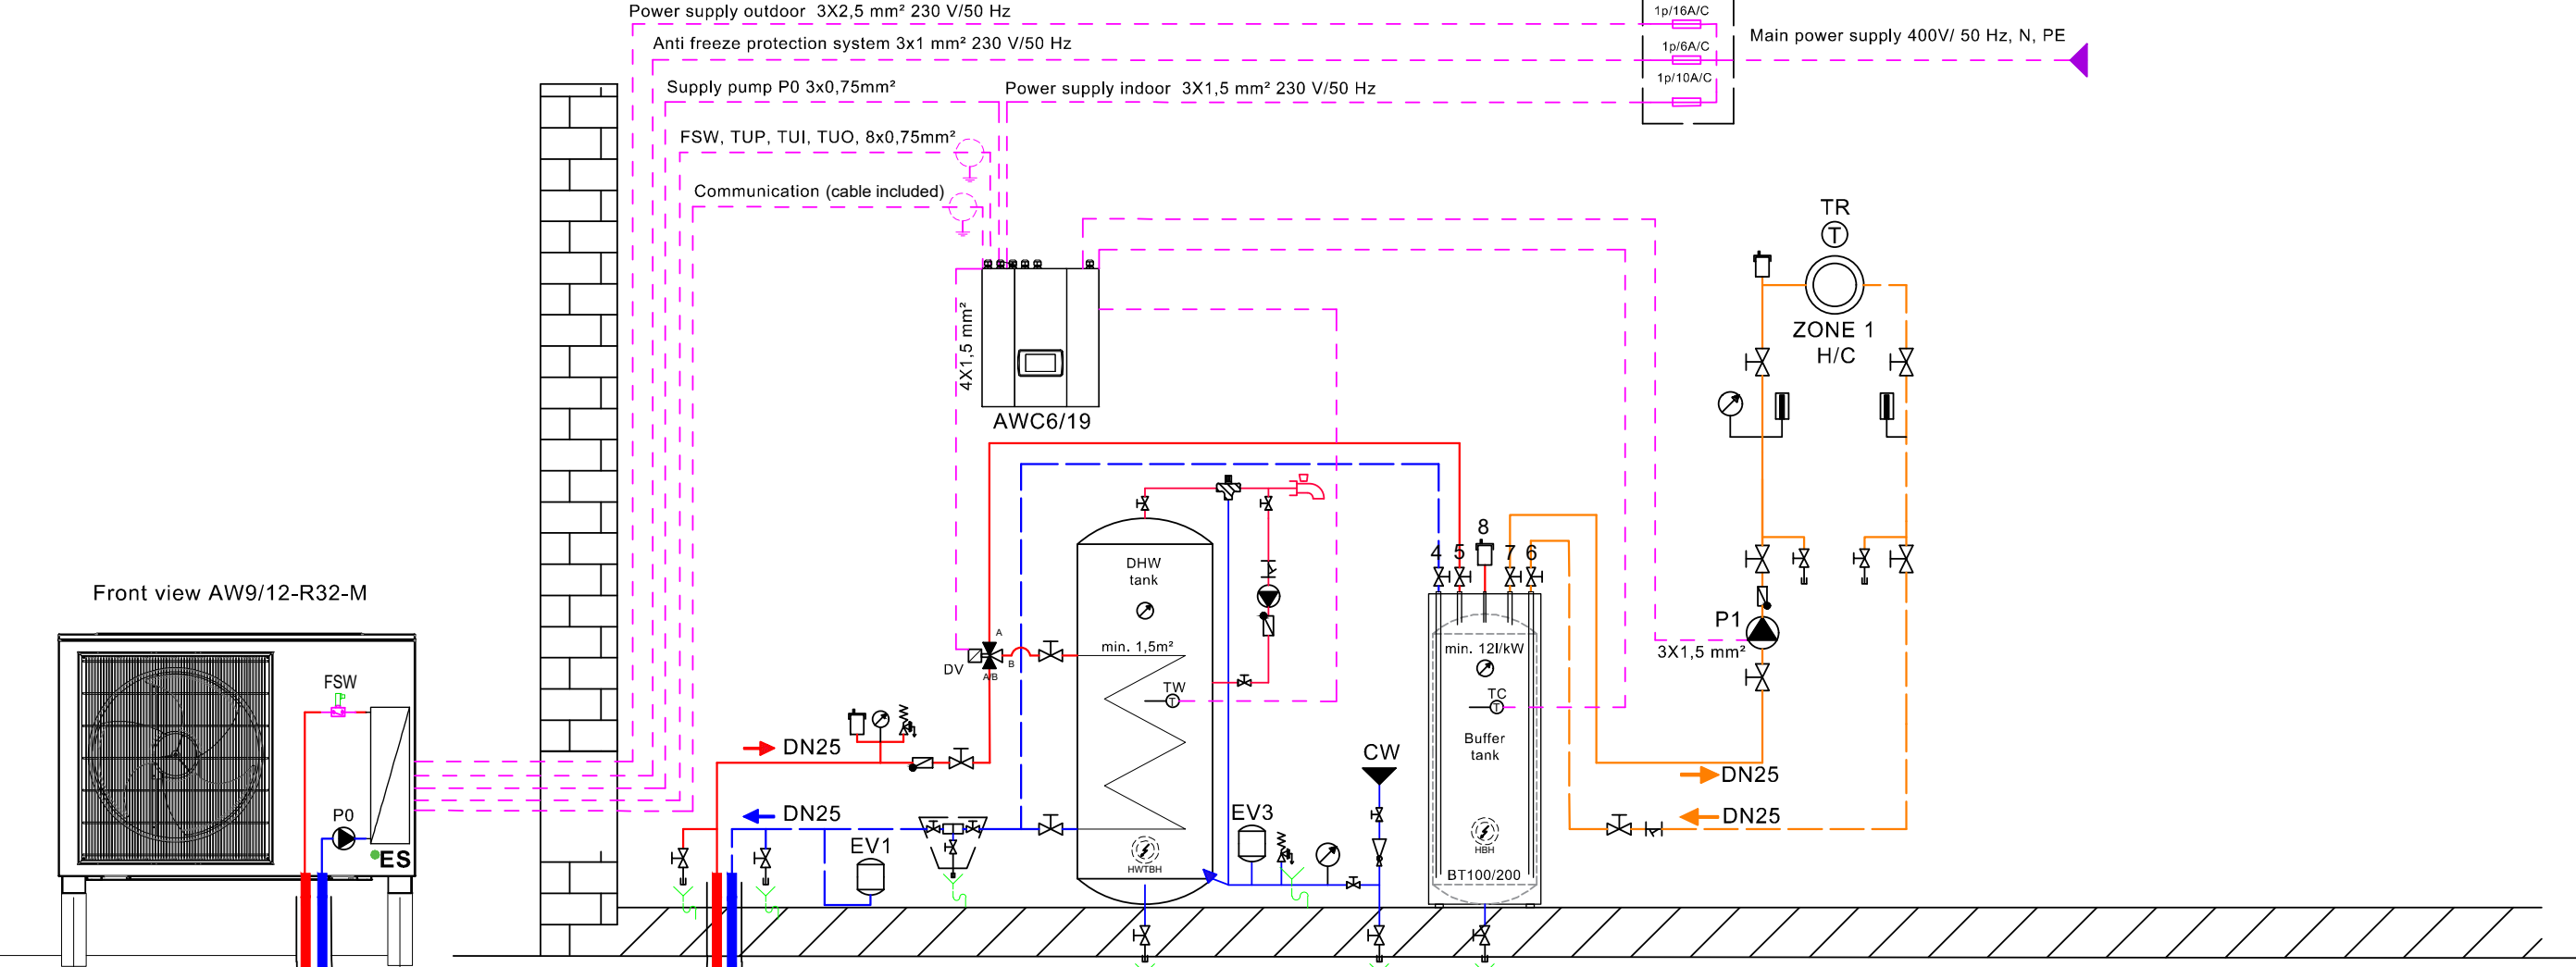 Power supply outdoor 3X2,5 mm² 230 V/50 Hz
1p/16A/C
Anti freeze protection system 3x1 mm² 230 V/50 Hz
1p/6A/C
Main power supply 400V/ 50 Hz, N, PE
Supply pump P0 3x0,75mm²
Power supply indoor 3X1,5 mm² 230 V/50 Hz
1p/10A/C
FSW, TUP, TUI, TUO, 8x0,75mm²
Communication (cable included)
TR
T
ZONE 1
H/C
4X1,5 mm²
AWC6/19
8
4
5
7
6
Front view AW9/12-R32-M
DHW
tank
A
B
A/B
DV
min. 1,5m²
min. 12l/kW
P1
3X1,5 mm²
FSW
TW
T
TC
T
DN25
Buffer
tank
CW
DN25
P0
DN25
EV3
DN25
EV1
ES
HWTBH
HBH
BT100/200